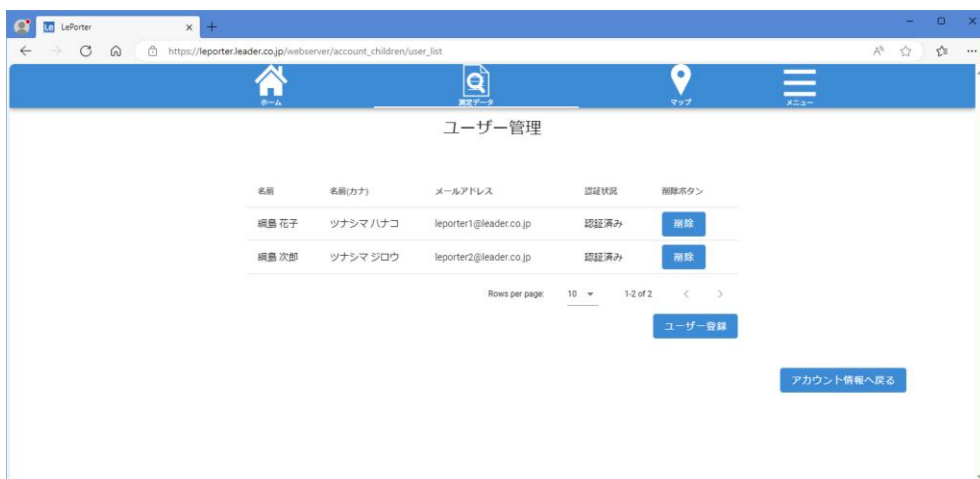 Le LePorter
https://leporter.leader.co.jp/webserver/account_children/user_list
ホーム 測定データ マップ メニュー
ユーザー管理
名前 名前(カナ) メールアドレス 認証状況 削除ボタン
綱島 花子 ツナシマ ハナコ leporter1@leader.co.jp 認証済み 削除
綱島 次郎 ツナシマ ジロウ leporter2@leader.co.jp 認証済み 削除
Rows per page: 10 1-2 of 2
ユーザー登録
アカウント情報へ戻る